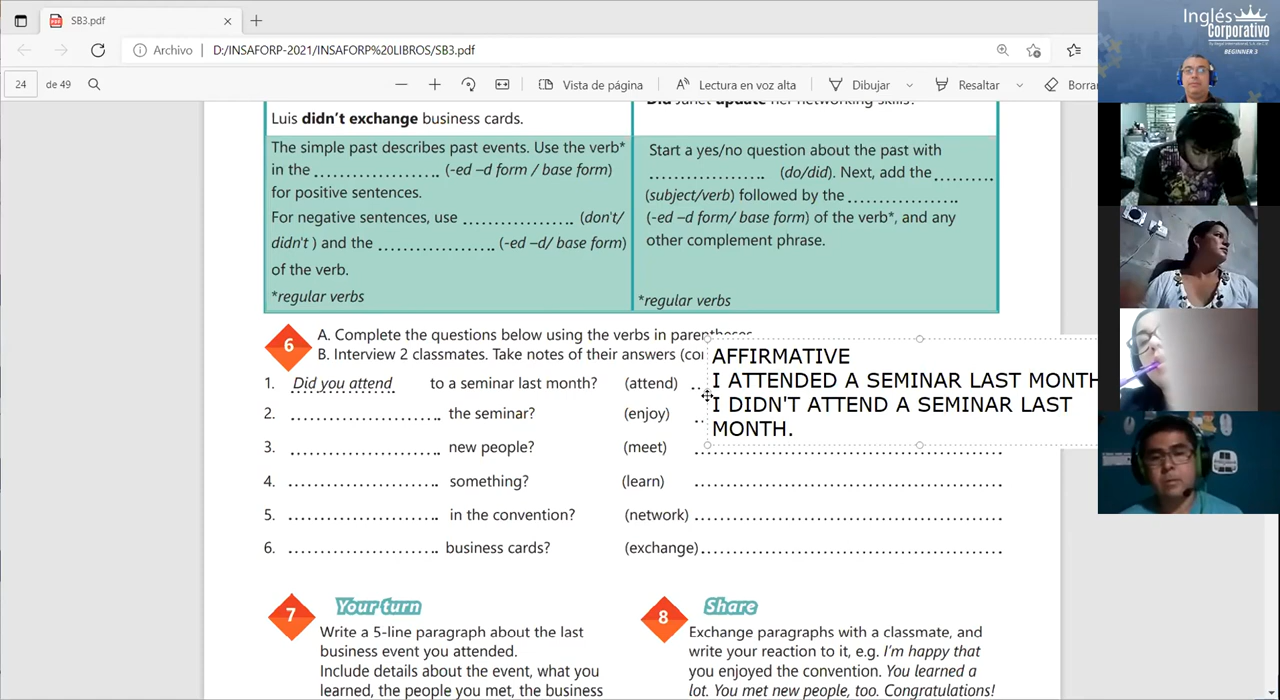 SB3.pdf
Archivo D:/INSAFORP-2021/INSAFORP%20LIBROS/SB3.pdf
24 de 49 Vista de página Lectura en voz alta Dibujar Resaltar Borrar
Inglés
Corporativo
BEGINNER 3
Luis didn't exchange business cards.
Did Janet update her networking skills?
The simple past describes past events. Use the verb*
in the .................... (-ed –d form / base form)
for positive sentences.
For negative sentences, use .................... (don't/
didn't ) and the .................... (-ed –d/ base form)
of the verb.
*regular verbs
Start a yes/no question about the past with
.................... (do/did). Next, add the ..........
(subject/verb) followed by the ....................
(-ed –d form/ base form) of the verb*, and any
other complement phrase.
*regular verbs
6
A. Complete the questions below using the verbs in parentheses.
B. Interview 2 classmates. Take notes of their answers (co
1. Did you attend to a seminar last month? (attend)
2. .................... the seminar? (enjoy)
3. .................... new people? (meet)
4. .................... something? (learn)
5. .................... in the convention? (network)
6. .................... business cards? (exchange)
AFFIRMATIVE
I ATTENDED A SEMINAR LAST MONTH
I DIDN'T ATTEND A SEMINAR LAST
MONTH.
7 Your turn
Write a 5-line paragraph about the last
business event you attended.
Include details about the event, what you
learned, the people you met, the business
8 Share
Exchange paragraphs with a classmate, and
write your reaction to it, e.g. I'm happy that
you enjoyed the convention. You learned a
lot. You met new people, too. Congratulations!